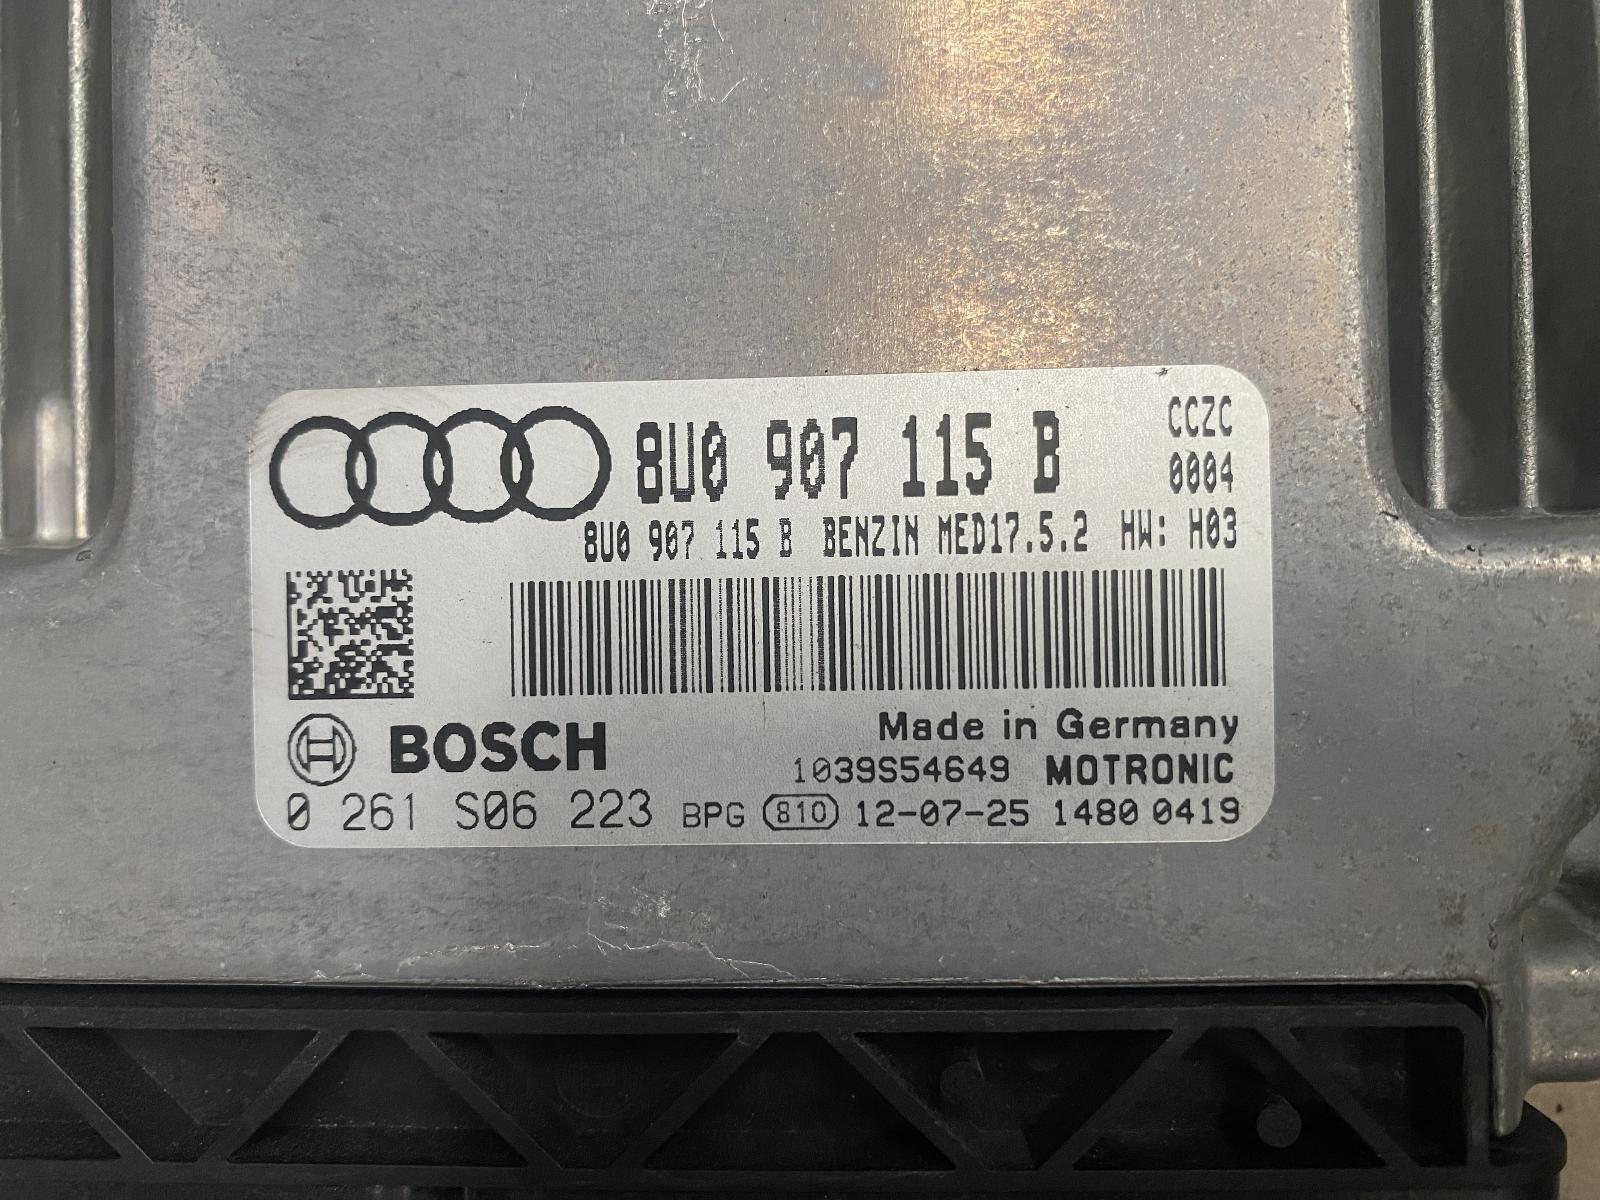 8U0 907 115 B
CCZC
0004
8U0 907 115 B BENZIN MED17.5.2 HW: H03
BOSCH
Made in Germany
1039S54649 MOTRONIC
0 261 S06 223 BPG 810 12-07-25 1480 0419